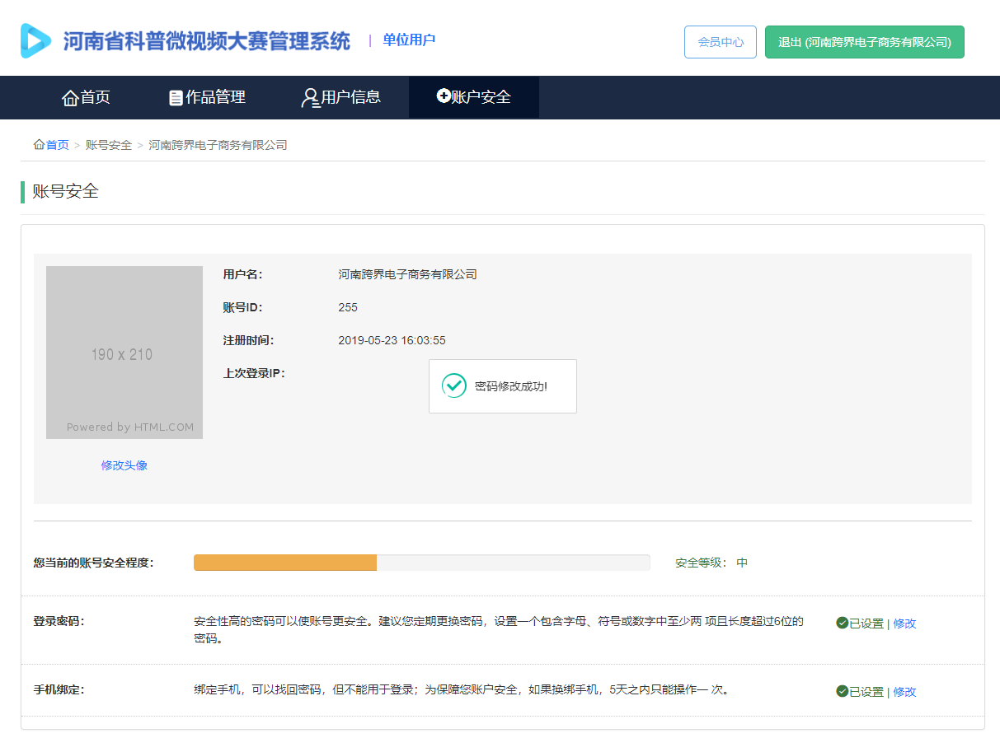 河南省科普微视频大赛管理系统 | 单位用户 会员中心 退出 (河南跨界电子商务有限公司)
首页 作品管理 用户信息 账户安全
首页 > 账号安全 > 河南跨界电子商务有限公司
账号安全
190 x 210
Powered by HTML.COM
修改头像
用户名： 河南跨界电子商务有限公司
账号ID： 255
注册时间： 2019-05-23 16:03:55
上次登录IP：
密码修改成功!
您当前的账号安全程度： 安全等级： 中
登录密码： 安全性高的密码可以使账号更安全。建议您定期更换密码，设置一个包含字母、符号或数字中至少两 项且长度超过6位的
密码。
已设置 | 修改
手机绑定： 绑定手机，可以找回密码，但不能用于登录；为保障您账户安全，如果换绑手机，5天之内只能操作一 次。 已设置 | 修改